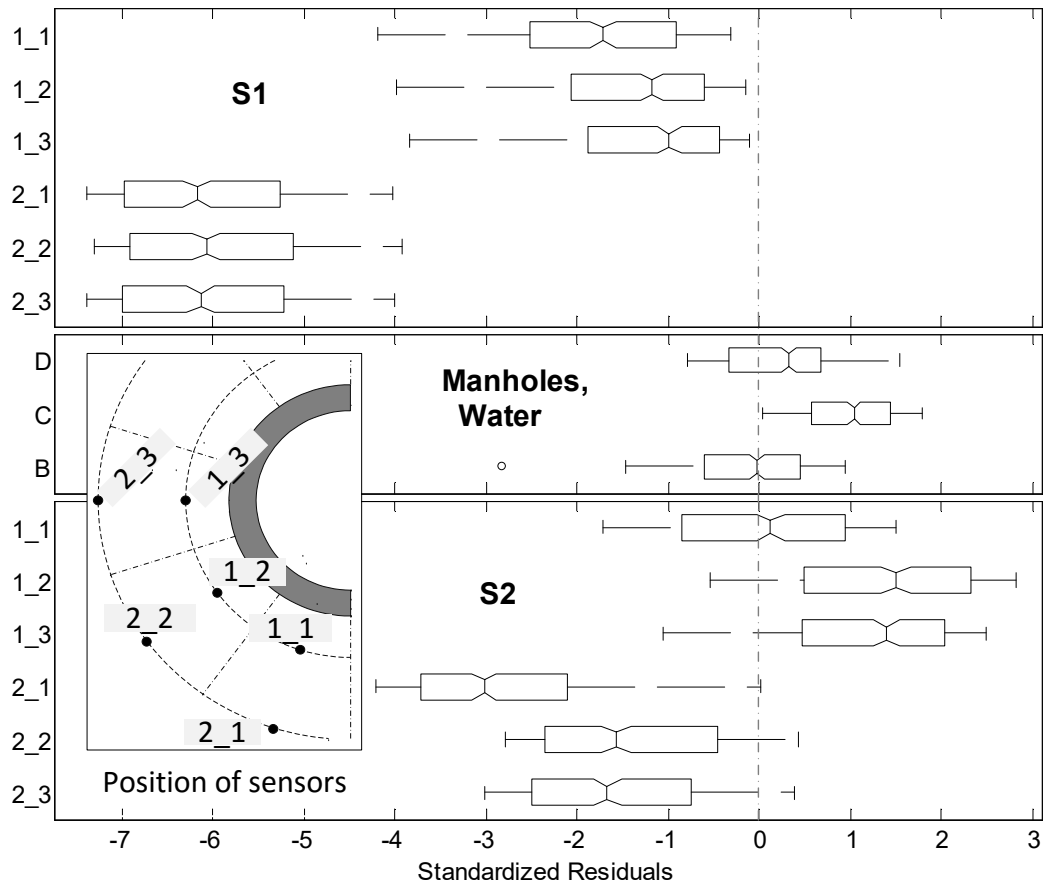 1_1
1_2
S1
1_3
2_1
2_2
2_3
D
Manholes,
Water
C
B
2_3
1_3
1_2
2_2
1_1
2_1
Position of sensors
1_1
1_2
S2
1_3
2_1
2_2
2_3
-7 -6 -5 -4 -3 -2 -1 0 1 2 3
Standardized Residuals